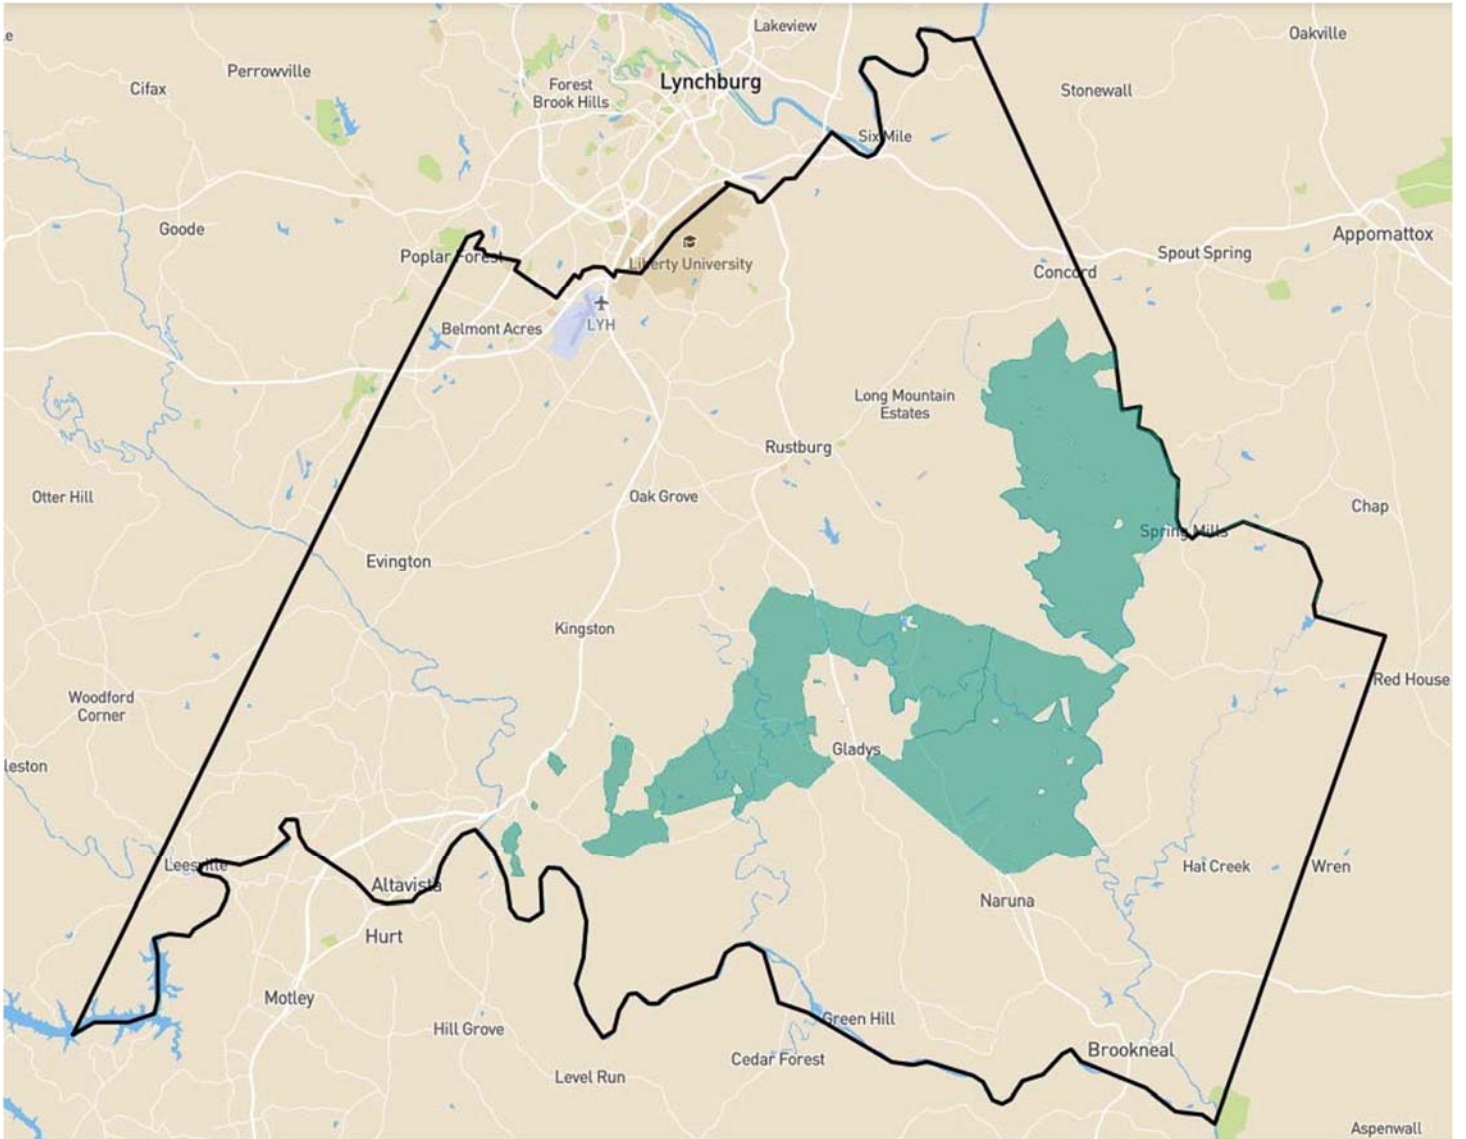 Lakeview
Oakville
e
Perrowville
Cifax
Forest
Brook Hills
Lynchburg
Stonewall
Six Mile
Goode
Poplar Forest
Liberty University
Appomattox
Spout Spring
Concord
Belmont Acres
LYH
Long Mountain
Estates
Rustburg
Otter Hill
Oak Grove
Chap
Spring Mills
Evington
Kingston
Red House
Woodford
Corner
Gladys
leston
Leesville
Altavista
Hat Creek
Wren
Naruna
Hurt
Motley
Hill Grove
Green Hill
Cedar Forest
Brookneal
Level Run
Aspenwall